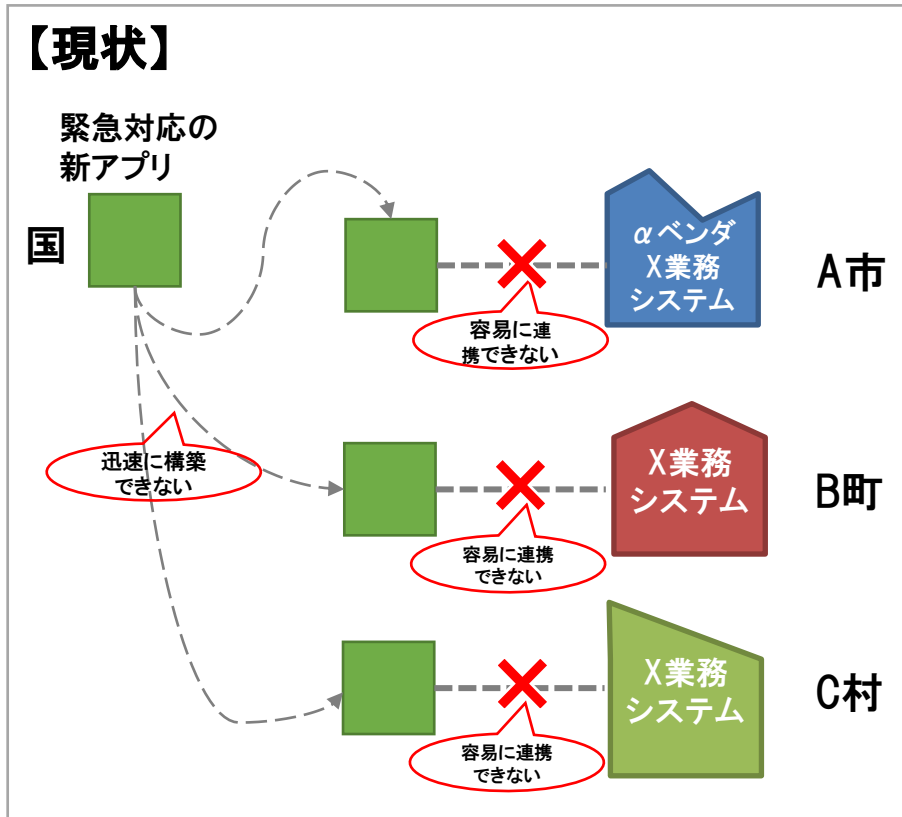 【現状】
緊急対応の
新アプリ
国
αベンダ
X業務
システム
A市
容易に連
携できない
迅速に構築
できない
X業務
システム
B町
容易に連携
できない
X業務
システム
C村
容易に連携
できない